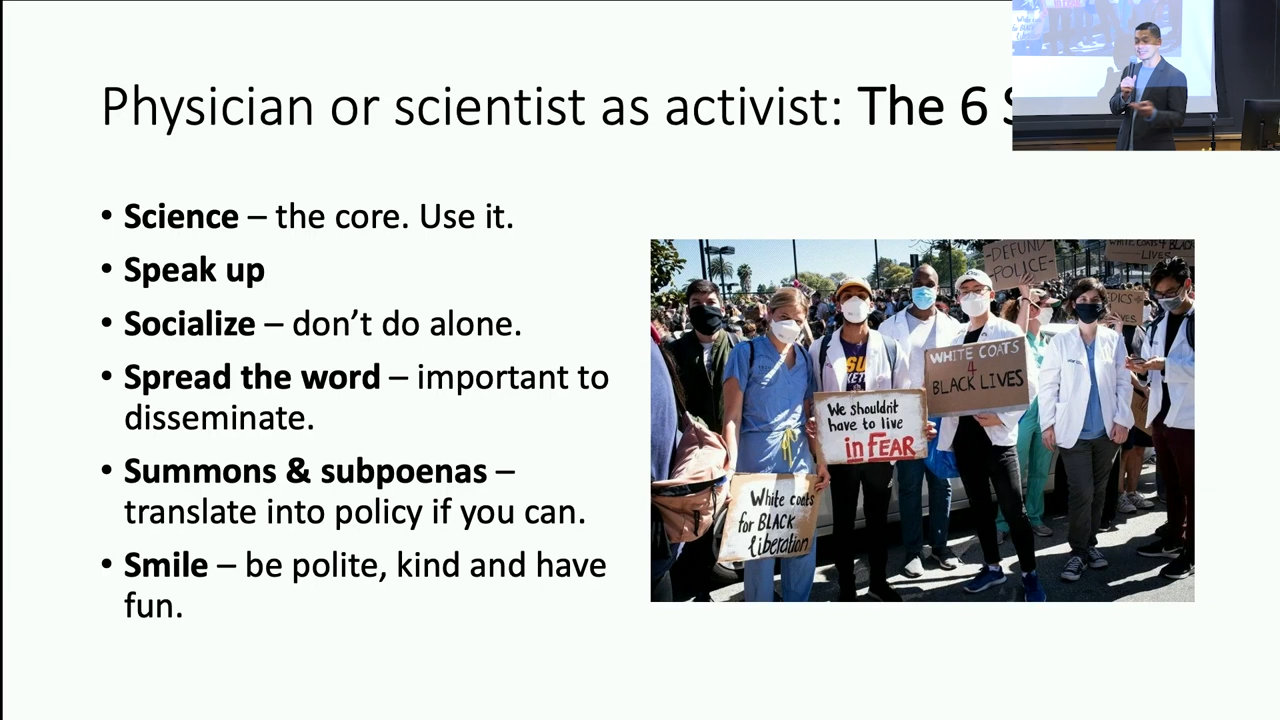 Physician or scientist as activist: The 6 S
• Science – the core. Use it.
• Speak up
• Socialize – don’t do alone.
• Spread the word – important to
disseminate.
• Summons & subpoenas –
translate into policy if you can.
• Smile – be polite, kind and have
fun.
DEFUND
POLICE
WHITE COATS 4 BLACK
LIVES
WHITE COATS
4
BLACK LIVES
We shouldn't
have to live
in FEAR
White coats
for BLACK
liberation